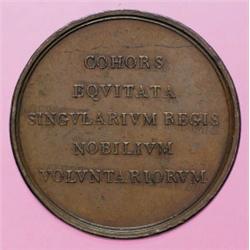 COHORS
EQVITATA
SINGVLARIVM REGIS
NOBILIVM
VOLVNTARIORVM